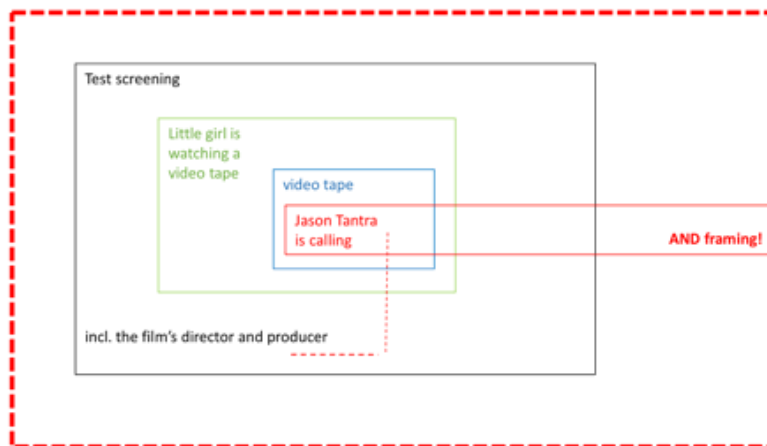 Test screening
Little girl is
watching a
video tape
video tape
Jason Tantra
is calling
AND framing!
incl. the film's director and producer